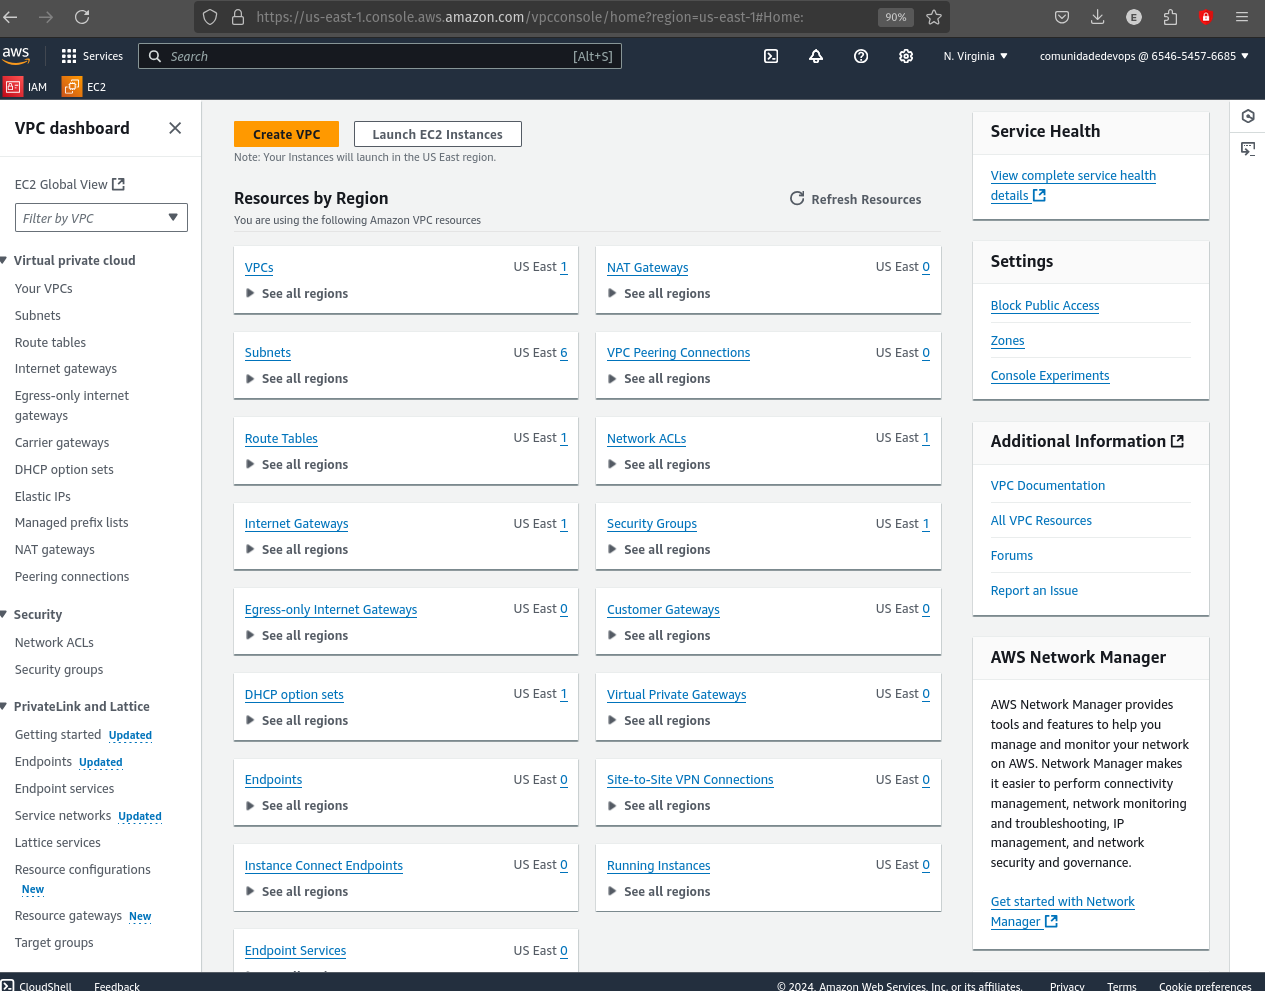 https://us-east-1.console.aws.amazon.com/vpcconsole/home?region=us-east-1#Home:
90%
E
aws
Services
Search
[Alt+S]
N. Virginia
comunidadedevops @ 6546-5457-6685
IAM
EC2
VPC dashboard
EC2 Global View
Filter by VPC
Virtual private cloud
Your VPCs
Subnets
Route tables
Internet gateways
Egress-only internet
gateways
Carrier gateways
DHCP option sets
Elastic IPs
Managed prefix lists
NAT gateways
Peering connections
Security
Network ACLs
Security groups
PrivateLink and Lattice
Getting started Updated
Endpoints Updated
Endpoint services
Service networks Updated
Lattice services
Resource configurations
New
Resource gateways New
Target groups
Create VPC
Launch EC2 Instances
Note: Your Instances will launch in the US East region.
Resources by Region
Refresh Resources
You are using the following Amazon VPC resources
VPCs US East 1
See all regions
NAT Gateways US East 0
See all regions
Subnets US East 6
See all regions
VPC Peering Connections US East 0
See all regions
Route Tables US East 1
See all regions
Network ACLs US East 1
See all regions
Internet Gateways US East 1
See all regions
Security Groups US East 1
See all regions
Egress-only Internet Gateways US East 0
See all regions
Customer Gateways US East 0
See all regions
DHCP option sets US East 1
See all regions
Virtual Private Gateways US East 0
See all regions
Endpoints US East 0
See all regions
Site-to-Site VPN Connections US East 0
See all regions
Instance Connect Endpoints US East 0
See all regions
Running Instances US East 0
See all regions
Endpoint Services US East 0
Service Health
View complete service health
details
Settings
Block Public Access
Zones
Console Experiments
Additional Information
VPC Documentation
All VPC Resources
Forums
Report an Issue
AWS Network Manager
AWS Network Manager provides
tools and features to help you
manage and monitor your network
on AWS. Network Manager makes
it easier to perform connectivity
management, network monitoring
and troubleshooting, IP
management, and network
security and governance.
Get started with Network
Manager
CloudShell
Feedback
© 2024, Amazon Web Services, Inc. or its affiliates.
Privacy
Terms
Cookie preferences